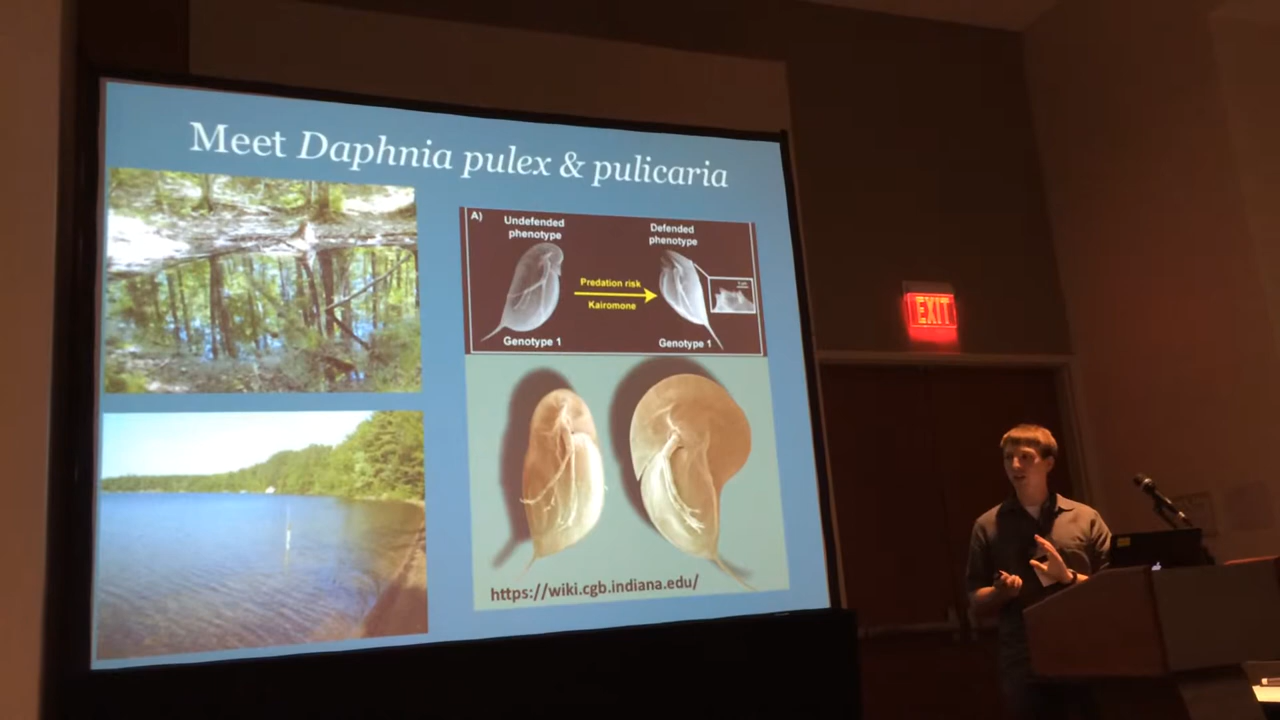 Meet Daphnia pulex & pulicaria
A)
Undefended
phenotype
Defended
phenotype
Predation risk
Kairomone
Genotype 1
Genotype 1
https://wiki.cgb.indiana.edu/
EXIT